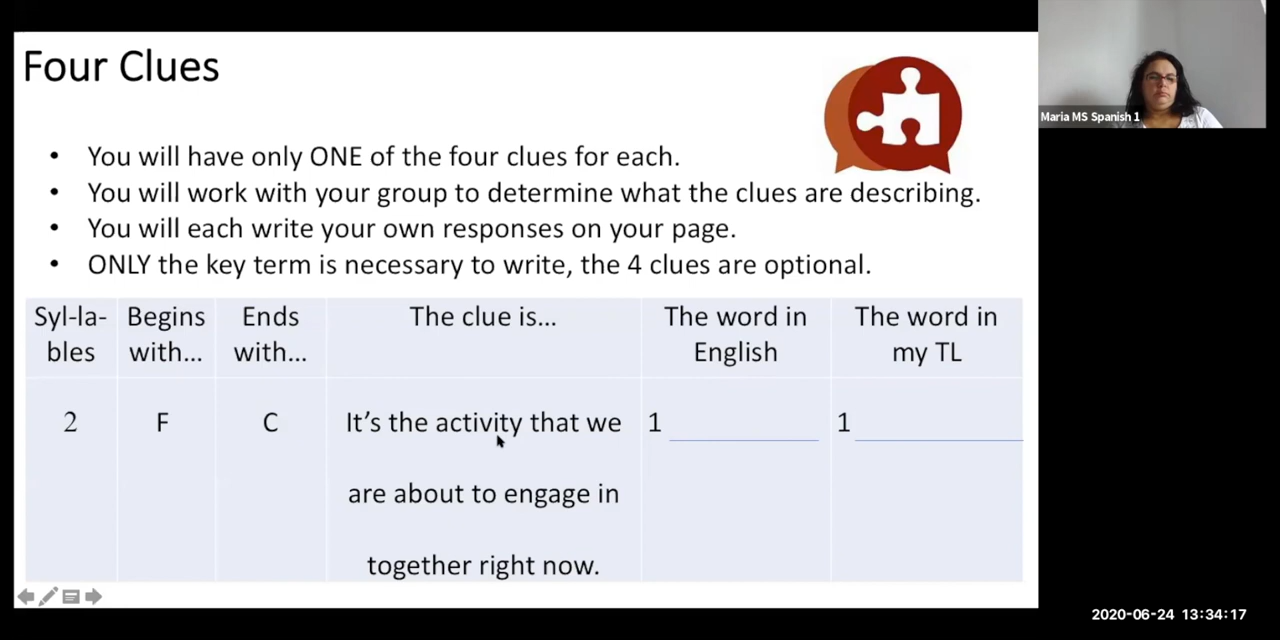 Four Clues
• You will have only ONE of the four clues for each.
• You will work with your group to determine what the clues are describing.
• You will each write your own responses on your page.
• ONLY the key term is necessary to write, the 4 clues are optional.
Syl-la-
bles
Begins
with...
Ends
with...
The clue is...
The word in
English
The word in
my TL
2
F
C
It's the activity that we
are about to engage in
together right now.
1
1
Maria MS Spanish 1
2020-06-24 13:34:17